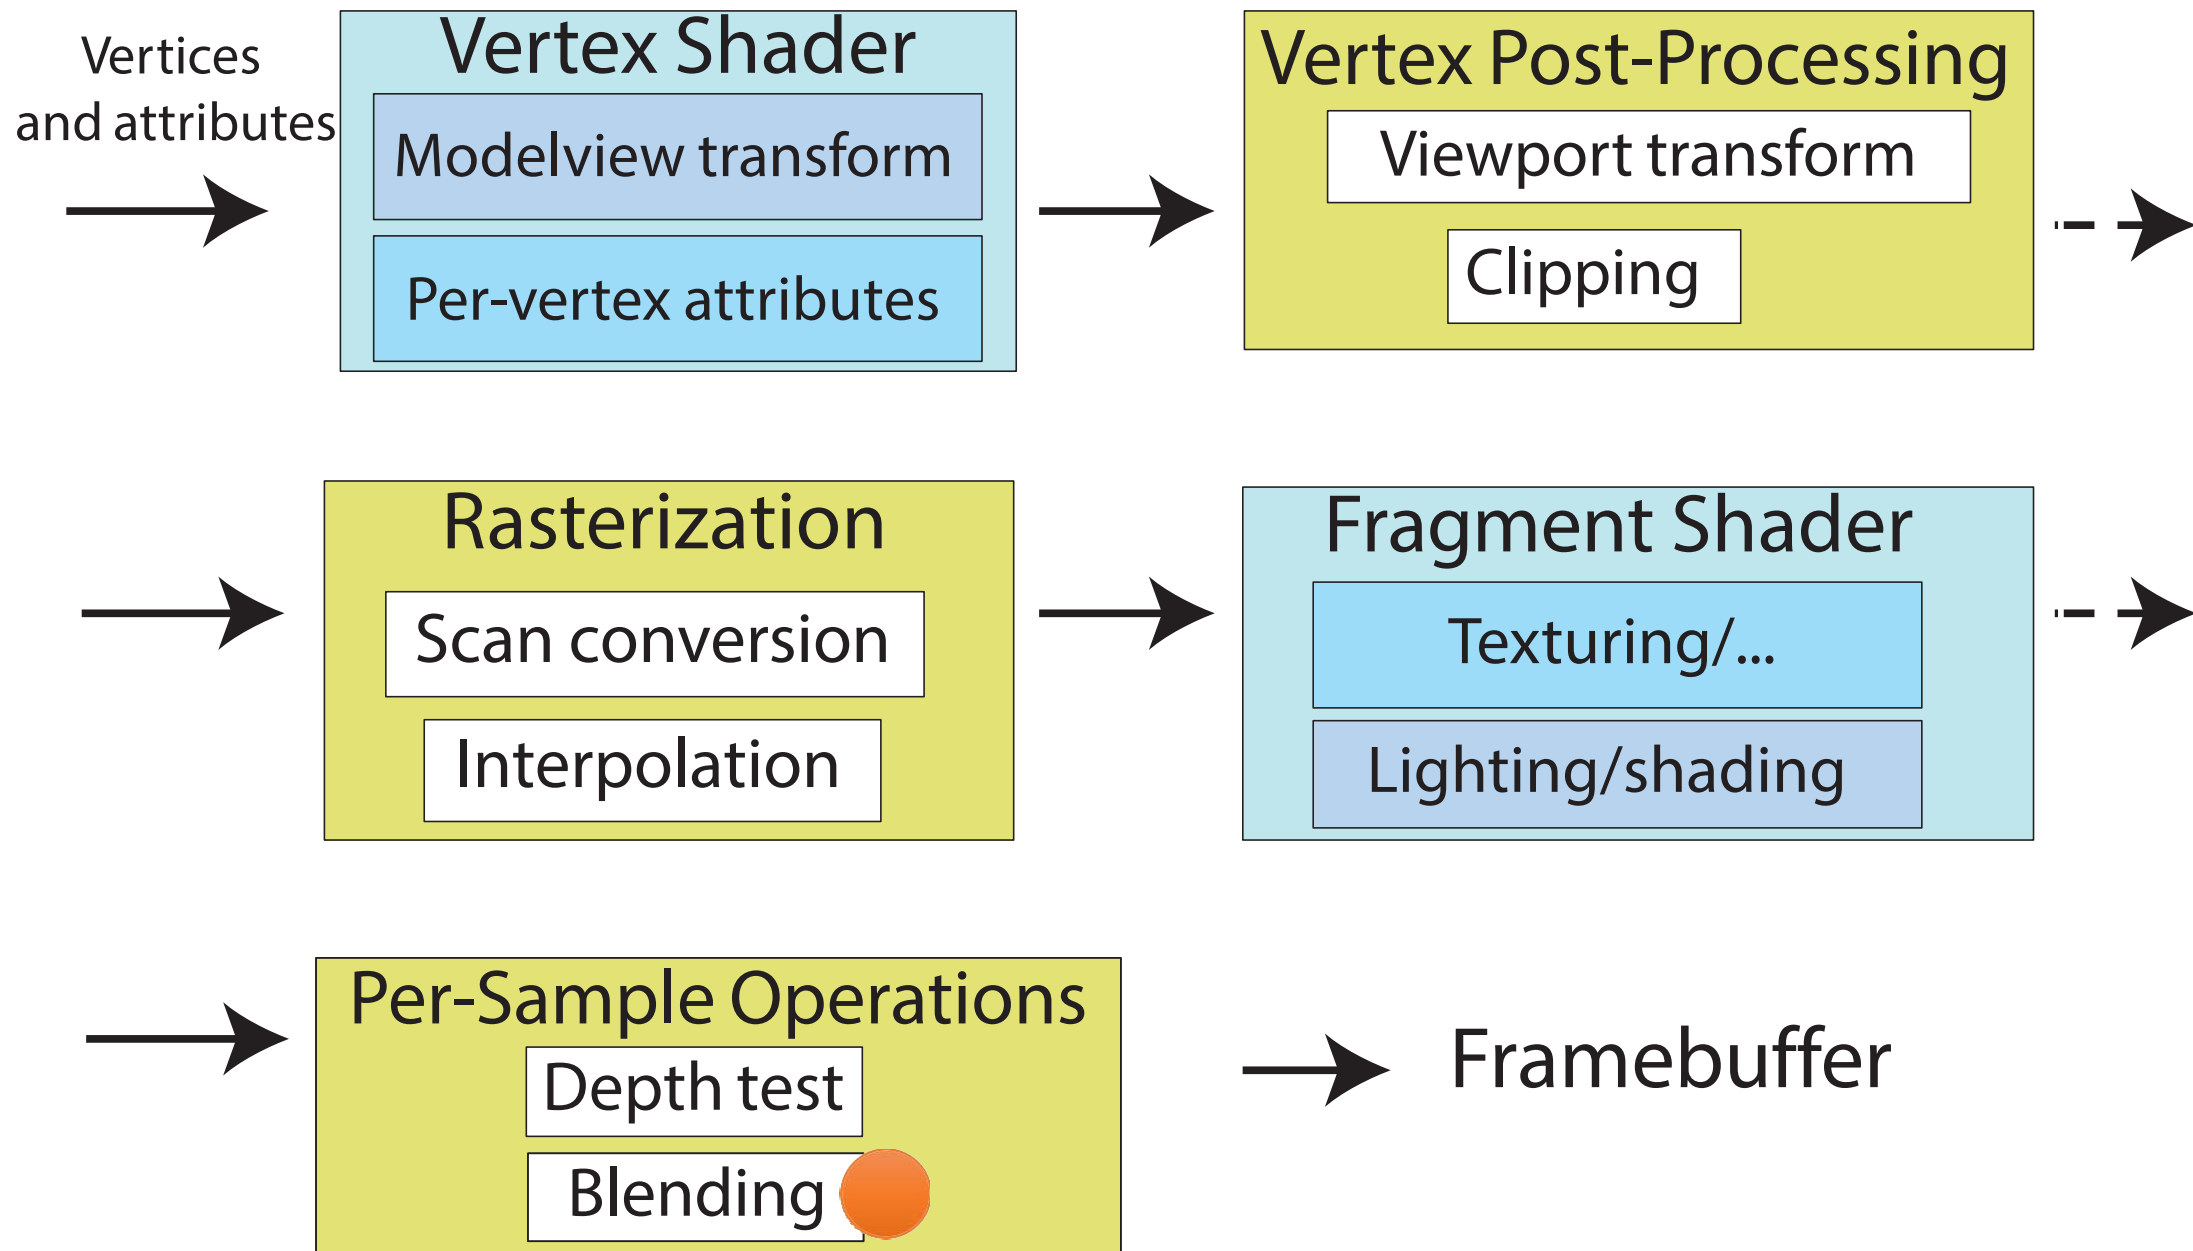 Vertices
and attributes
Vertex Shader
Modelview transform
Per-vertex attributes
Vertex Post-Processing
Viewport transform
Clipping
Rasterization
Scan conversion
Interpolation
Fragment Shader
Texturing/...
Lighting/shading
Per-Sample Operations
Depth test
Blending
Framebuffer